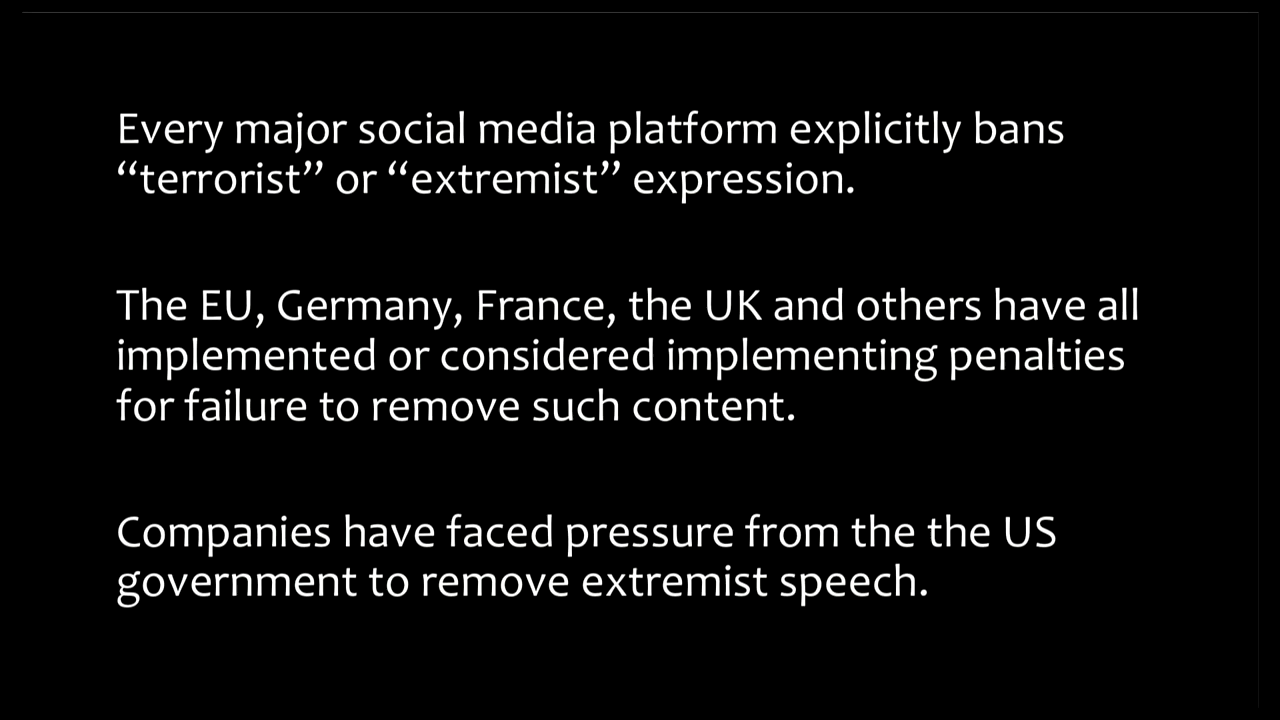 Every major social media platform explicitly bans
“terrorist” or “extremist” expression.
The EU, Germany, France, the UK and others have all
implemented or considered implementing penalties
for failure to remove such content.
Companies have faced pressure from the the US
government to remove extremist speech.